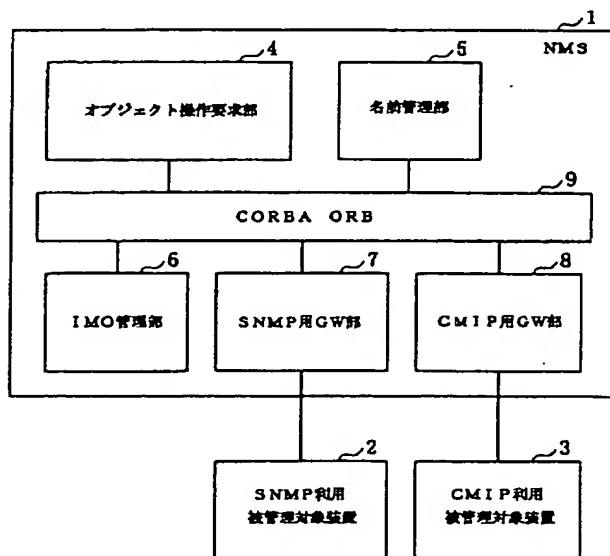 1
NMS
4
5
オブジェクト操作要求部
名前管理部
9
CORBA ORB
6
7
8
IMO管理部
SNMP用GW部
CMIP用GW部
2
3
SNMP利用
被管理対象装置
CMIP利用
被管理対象装置